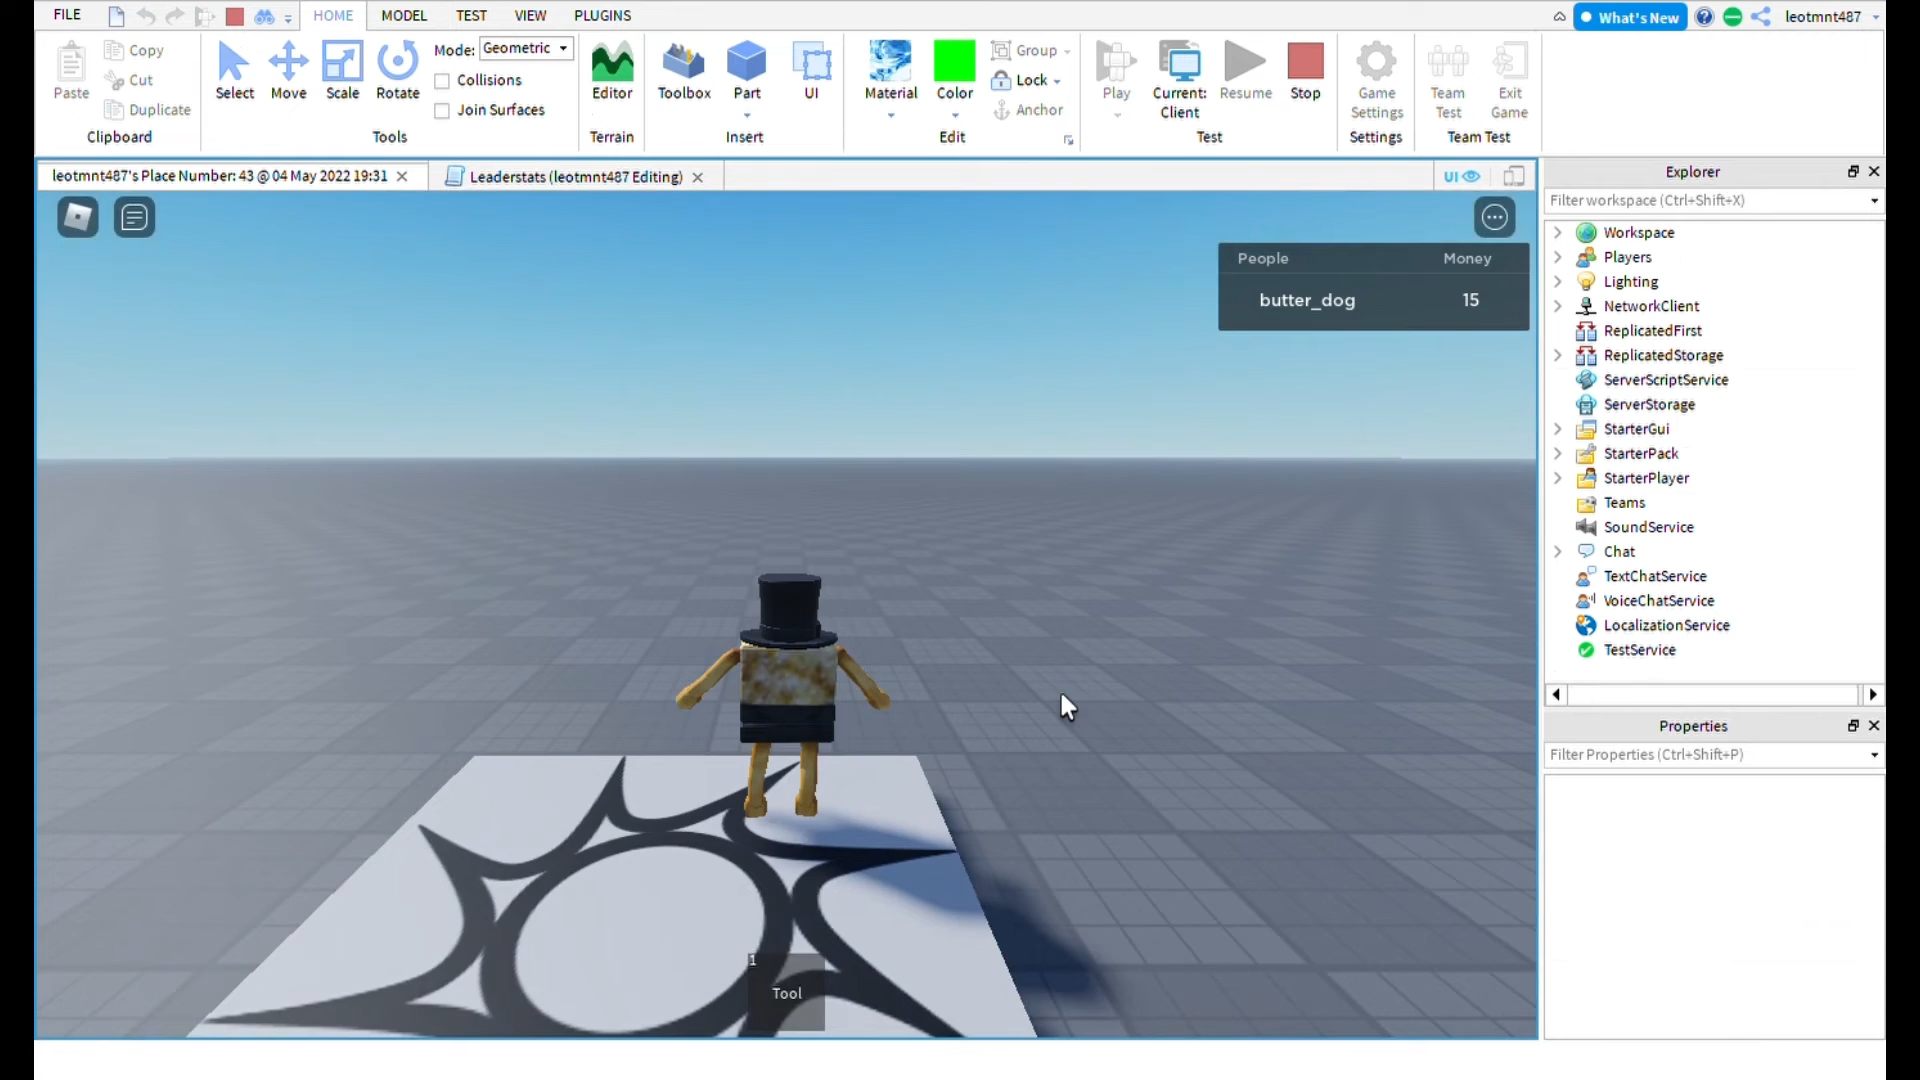 FILE HOME MODEL TEST VIEW PLUGINS What's New leotmnt487
Paste Copy Cut Duplicate Clipboard
Select Move Scale Rotate Mode: Geometric Collisions Join Surfaces Tools
Editor Terrain
Toolbox Part UI Insert
Material Color Group Lock Anchor Edit
Play Current: Client Resume Stop Test
Game Settings Settings
Team Test Exit Game Team Test
leotmnt487's Place Number: 43 @ 04 May 2022 19:31 Leaderstats (leotmnt487 Editing) UI
People Money
butter_dog 15
1
Tool
Explorer
Filter workspace (Ctrl+Shift+X)
Workspace
Players
Lighting
NetworkClient
ReplicatedFirst
ReplicatedStorage
ServerScriptService
ServerStorage
StarterGui
StarterPack
StarterPlayer
Teams
SoundService
Chat
TextChatService
VoiceChatService
LocalizationService
TestService
Properties
Filter Properties (Ctrl+Shift+P)